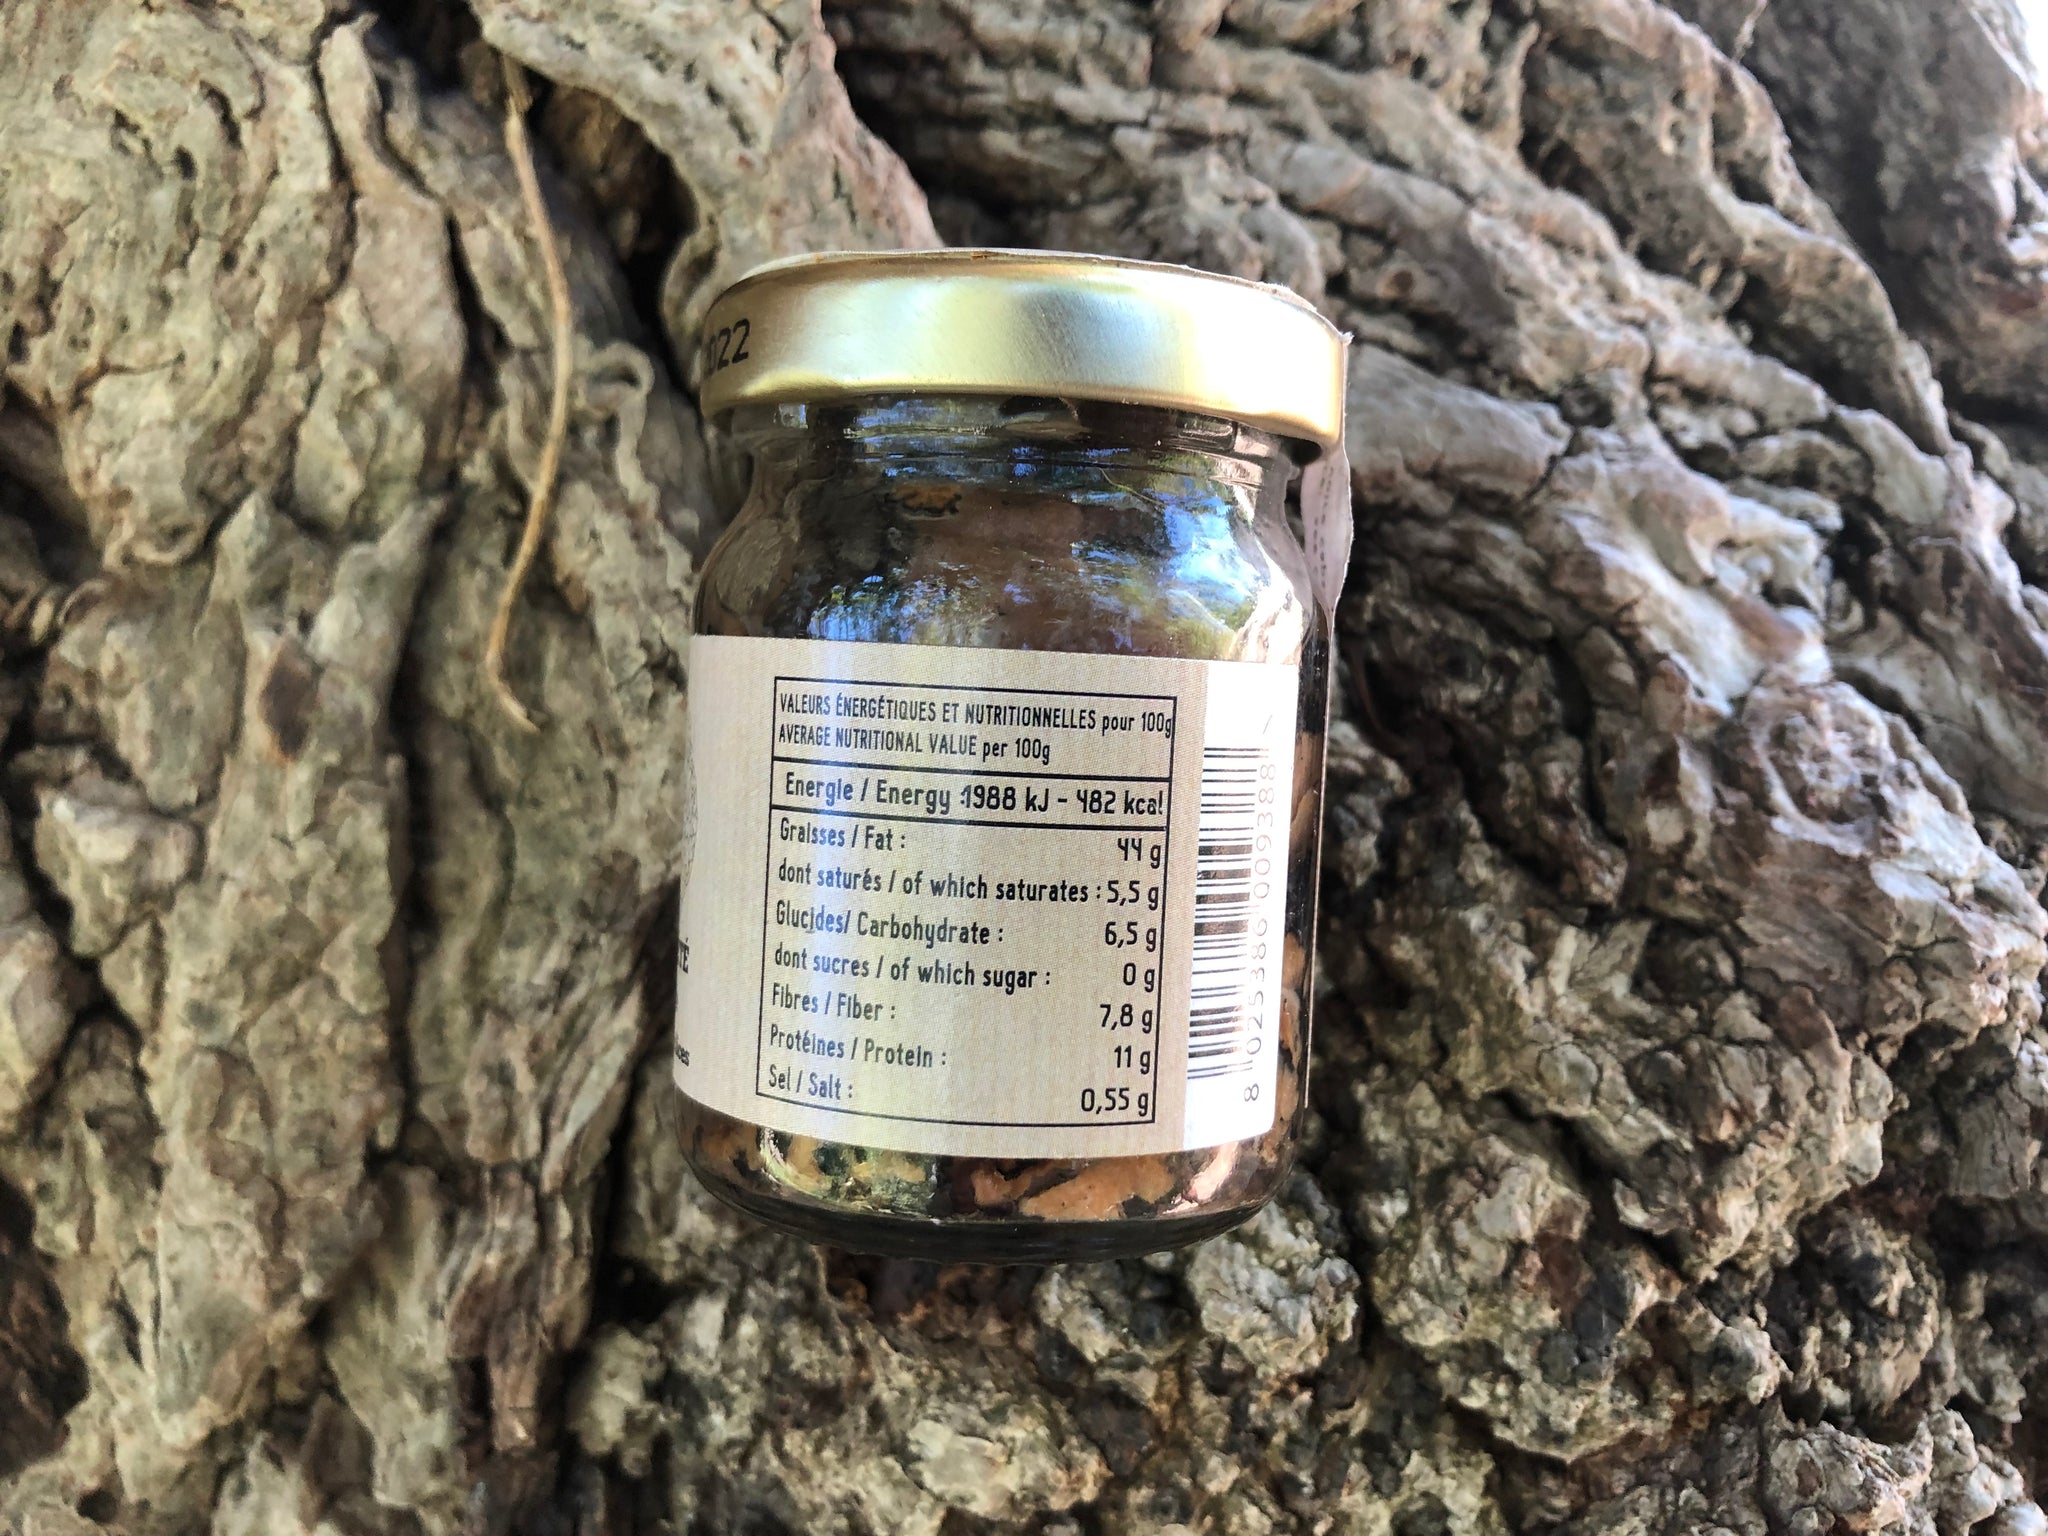 022
VALEURS ÉNERGÉTIQUES ET NUTRITIONNELLES pour 100g
AVERAGE NUTRITIONAL VALUE per 100g
Energie / Energy :1988 kJ - 482 kcal
Graisses / Fat : 44 g
dont saturés / of which saturates : 5,5 g
Glucides/ Carbohydrate : 6,5 g
dont sucres / of which sugar : 0 g
Fibres / Fiber : 7,8 g
Protéines / Protein : 11 g
Sel / Salt : 0,55 g
8 025386 009388